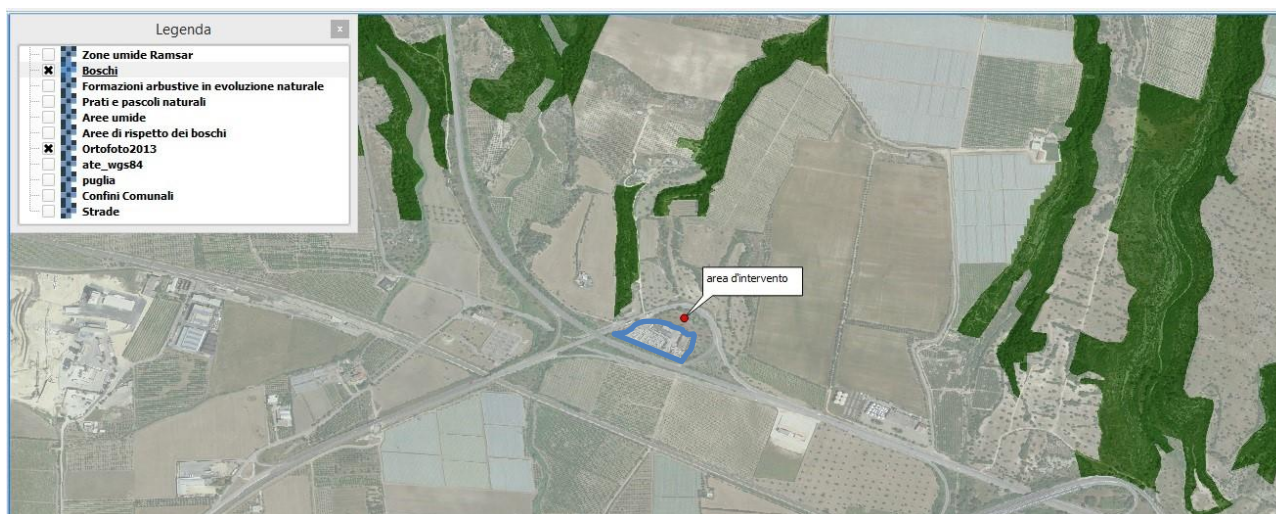 Legenda
x
Zone umide Ramsar
Boschi
Formazioni arbustive in evoluzione naturale
Prati e pascoli naturali
Aree umide
Aree di rispetto dei boschi
Ortofoto2013
ate_wgs84
puglia
Confini Comunali
Strade
area d'intervento